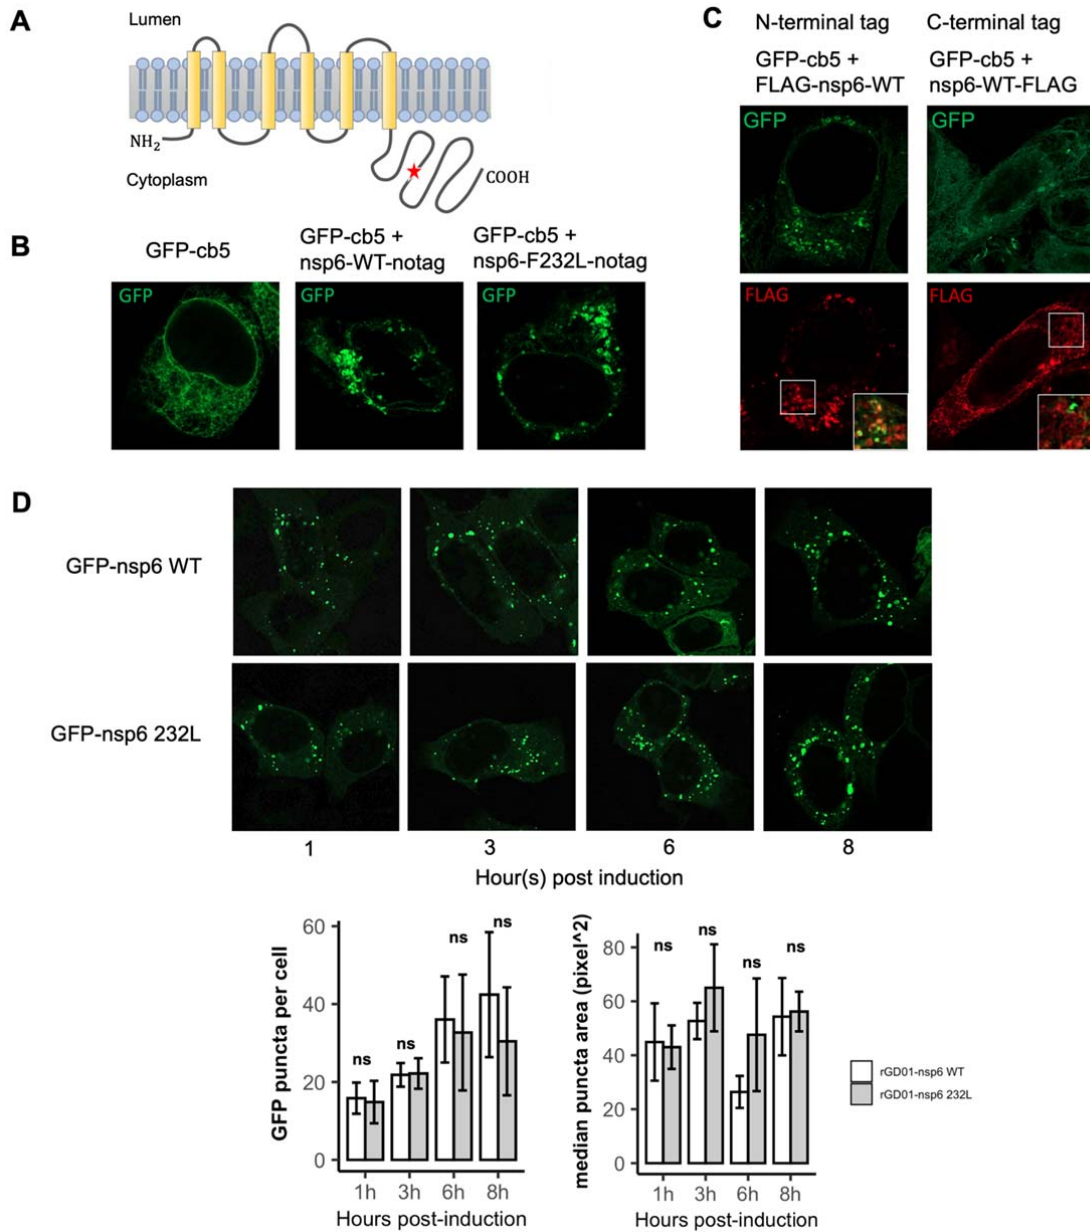 A
Lumen
NH2
Cytoplasm
COOH
B
GFP-cb5
GFP-cb5 +
nsp6-WT-notag
GFP-cb5 +
nsp6-F232L-notag
GFP
GFP
GFP
C
N-terminal tag
C-terminal tag
GFP-cb5 +
FLAG-nsp6-WT
GFP-cb5 +
nsp6-WT-FLAG
GFP
GFP
FLAG
FLAG
D
GFP-nsp6 WT
GFP-nsp6 232L
1
3
6
8
Hour(s) post induction
GFP puncta per cell
60
40
20
0
ns
ns
ns
ns
1h
3h
6h
8h
Hours post-induction
median puncta area (pixel^2)
80
60
40
20
0
ns
ns
ns
ns
1h
3h
6h
8h
Hours post-induction
rGD01-nsp6 WT
rGD01-nsp6 232L